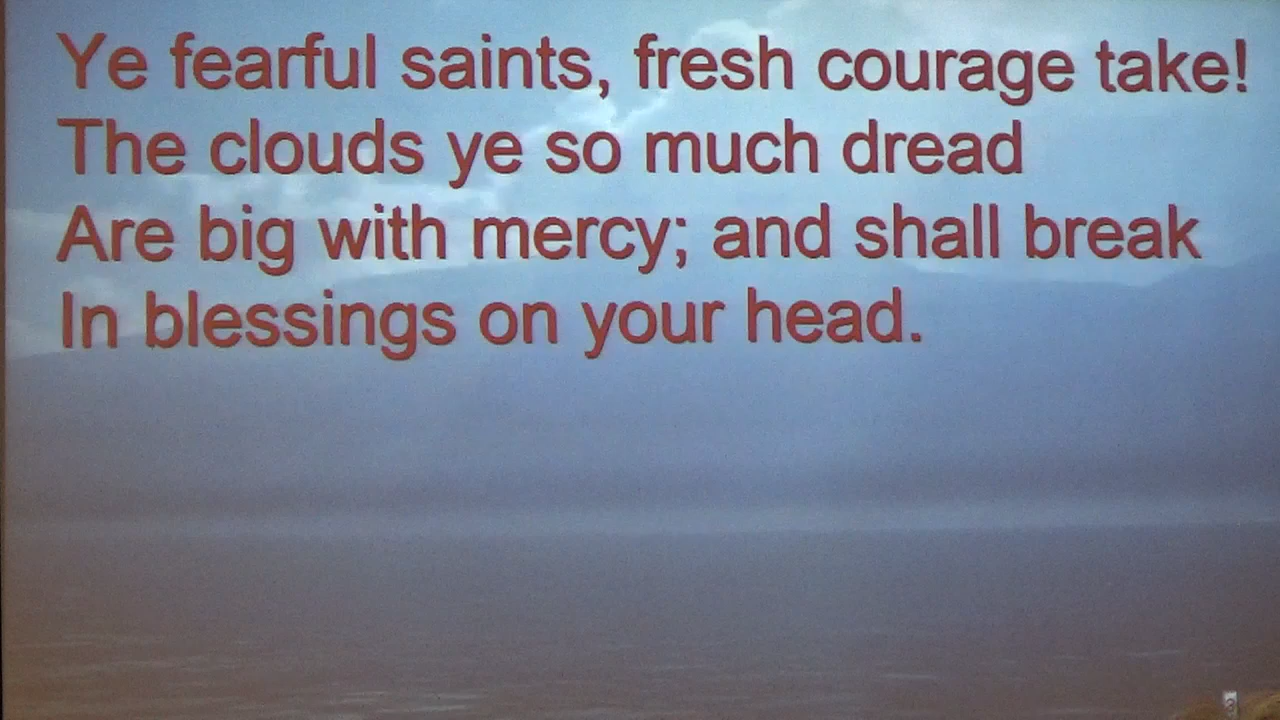 Ye fearful saints, fresh courage take!
The clouds ye so much dread
Are big with mercy; and shall break
In blessings on your head.
3